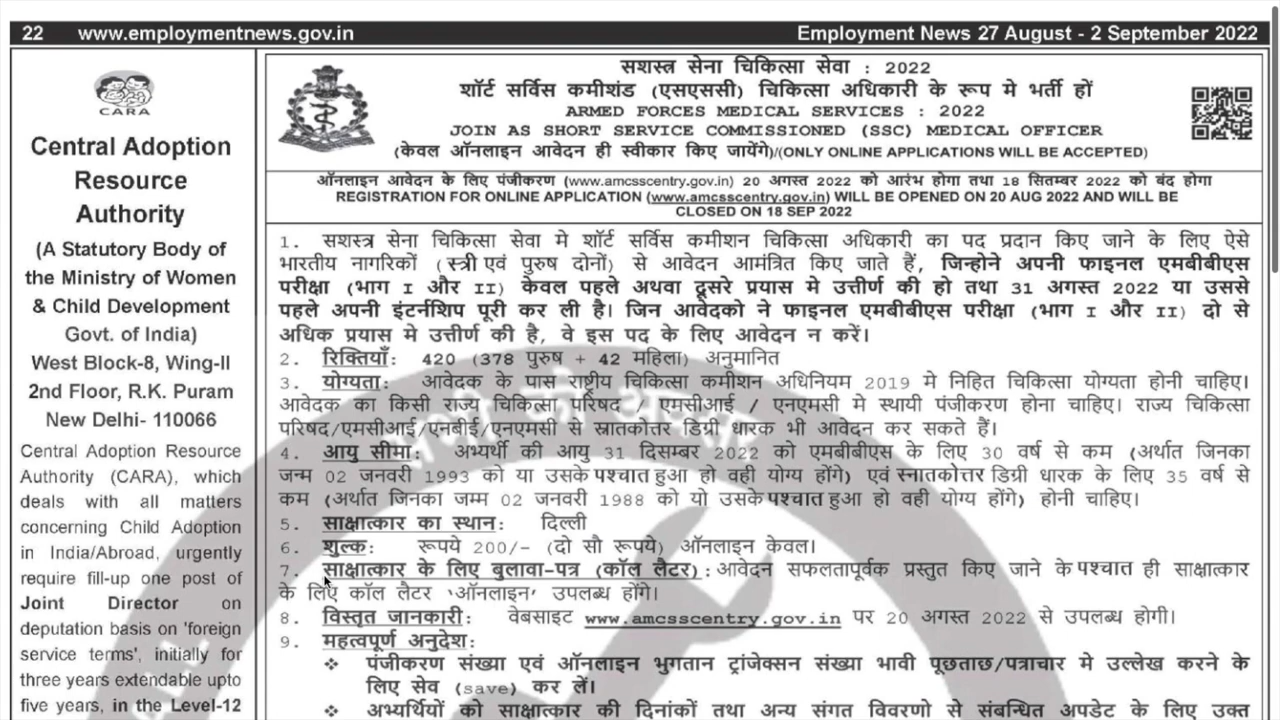 22 www.employmentnews.gov.in
Employment News 27 August - 2 September 2022
CARA
Central Adoption
Resource
Authority
(A Statutory Body of
the Ministry of Women
& Child Development
Govt. of India)
West Block-8, Wing-II
2nd Floor, R.K. Puram
New Delhi- 110066
Central Adoption Resource
Authority (CARA), which
deals with all matters
concerning Child Adoption
in India/Abroad, urgently
require fill-up one post of
Joint Director on
deputation basis on 'foreign
service terms', initially for
three years extendable upto
five years, in the Level-12
सशस्त्र सेना चिकित्सा सेवा : 2022
शॉर्ट सर्विस कमीशंड (एसएससी) चिकित्सा अधिकारी के रूप मे भर्ती हों
ARMED FORCES MEDICAL SERVICES : 2022
JOIN AS SHORT SERVICE COMMISSIONED (SSC) MEDICAL OFFICER
(केवल ऑनलाइन आवेदन ही स्वीकार किए जायेंगे)/(ONLY ONLINE APPLICATIONS WILL BE ACCEPTED)
ऑनलाइन आवेदन के लिए पंजीकरण (www.amcsscentry.gov.in) 20 अगस्त 2022 को आरंभ होगा तथा 18 सितम्बर 2022 को बंद होगा
REGISTRATION FOR ONLINE APPLICATION (www.amcsscentry.gov.in) WILL BE OPENED ON 20 AUG 2022 AND WILL BE
CLOSED ON 18 SEP 2022
1. सशस्त्र सेना चिकित्सा सेवा मे शॉर्ट सर्विस कमीशन चिकित्सा अधिकारी का पद प्रदान किए जाने के लिए ऐसे
भारतीय नागरिकों (स्त्री एवं पुरुष दोनों) से आवेदन आमंत्रित किए जाते हैं, जिन्होने अपनी फाइनल एमबीबीएस
परीक्षा (भाग I और II) केवल पहले अथवा दूसरे प्रयास मे उत्तीर्ण की हो तथा 31 अगस्त 2022 या उससे
पहले अपनी इंटर्नशिप पूरी कर ली है। जिन आवेदको ने फाइनल एमबीबीएस परीक्षा (भाग I और II) दो से
अधिक प्रयास मे उत्तीर्ण की है, वे इस पद के लिए आवेदन न करें।
2. रिक्तियाँ: 420 (378 पुरुष + 42 महिला) अनुमानित
3. योग्यता: आवेदक के पास राष्ट्रीय चिकित्सा कमीशन अधिनियम 2019 मे निहित चिकित्सा योग्यता होनी चाहिए।
आवेदक का किसी राज्य चिकित्सा परिषद / एमसीआई / एनएमसी मे स्थायी पंजीकरण होना चाहिए। राज्य चिकित्सा
परिषद/एमसीआई/एनबीई/एनएमसी से स्नातकोत्तर डिग्री धारक भी आवेदन कर सकते हैं।
4. आयु सीमा: अभ्यर्थी की आयु 31 दिसम्बर 2022 को एमबीबीएस के लिए 30 वर्ष से कम (अर्थात जिनका
जन्म 02 जनवरी 1993 को या उसके पश्चात हुआ हो वही योग्य होंगे) एवं स्नातकोत्तर डिग्री धारक के लिए 35 वर्ष से
कम (अर्थात जिनका जम्म 02 जनवरी 1988 को यो उसके पश्चात हुआ हो वही योग्य होंगे) होनी चाहिए।
5. साक्षात्कार का स्थान: दिल्ली
6. शुल्क: रूपये 200/- (दो सौ रूपये) ऑनलाइन केवल।
7. साक्षात्कार के लिए बुलावा-पत्र (कॉल लैटर): आवेदन सफलतापूर्वक प्रस्तुत किए जाने के पश्चात ही साक्षात्कार
के लिए कॉल लैटर 'ऑनलाइन' उपलब्ध होंगे।
8. विस्तृत जानकारी: वेबसाइट www.amcsscentry.gov.in पर 20 अगस्त 2022 से उपलब्ध होगी।
9. महत्वपूर्ण अनुदेश:
❖ पंजीकरण संख्या एवं ऑनलाइन भुगतान ट्रांजेक्सन संख्या भावी पूछताछ/पत्राचार मे उल्लेख करने के
लिए सेव (save) कर लें।
❖ अभ्यर्थियों को साक्षात्कार की दिनांकों तथा अन्य संगत विवरणो से संबन्धित अपडेट के लिए उक्त